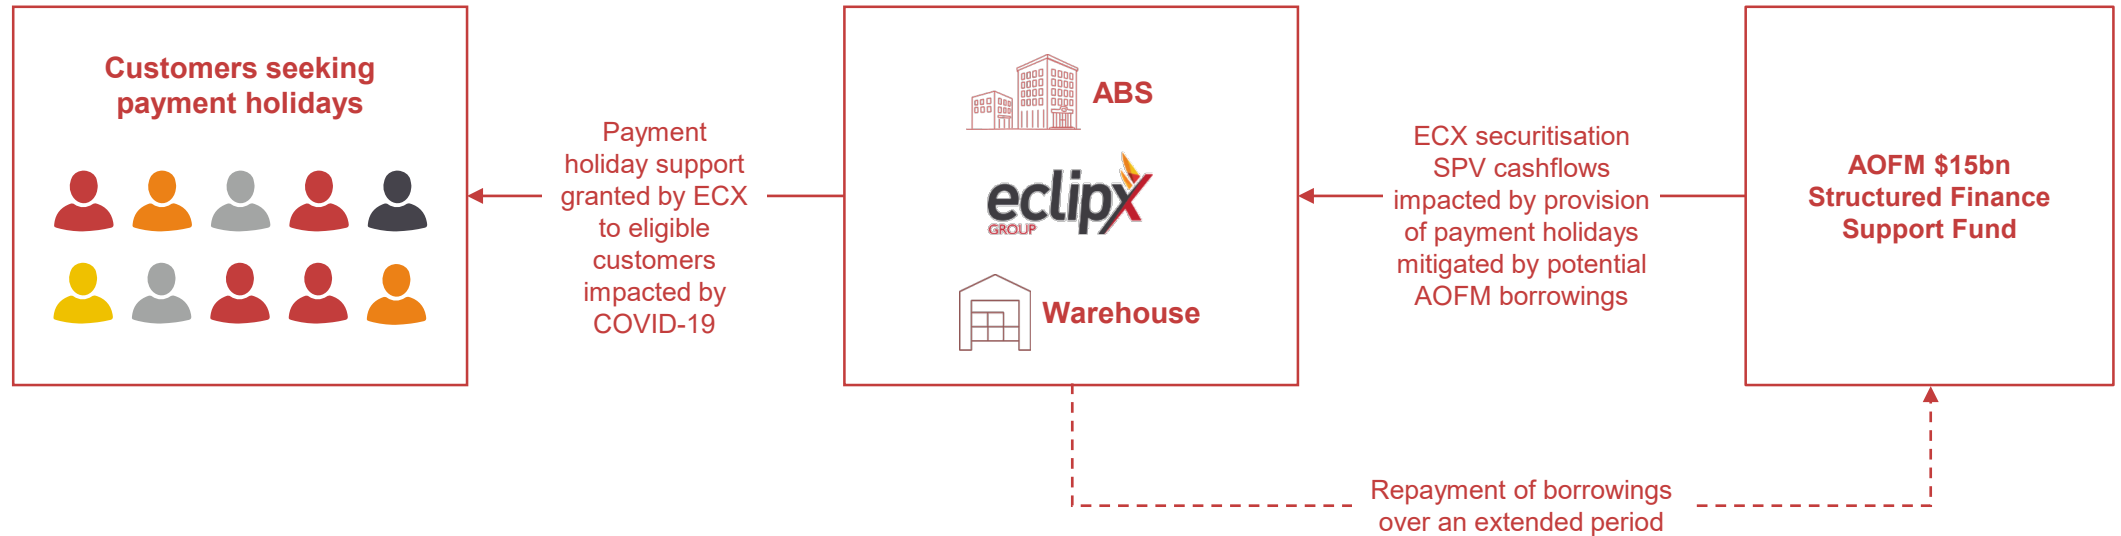 Customers seeking
payment holidays
Payment
holiday support
granted by ECX
to eligible
customers
impacted by
COVID-19
ABS
eclipx
GROUP
Warehouse
ECX securitisation
SPV cashflows
impacted by provision
of payment holidays
mitigated by potential
AOFM borrowings
AOFM $15bn
Structured Finance
Support Fund
Repayment of borrowings
over an extended period